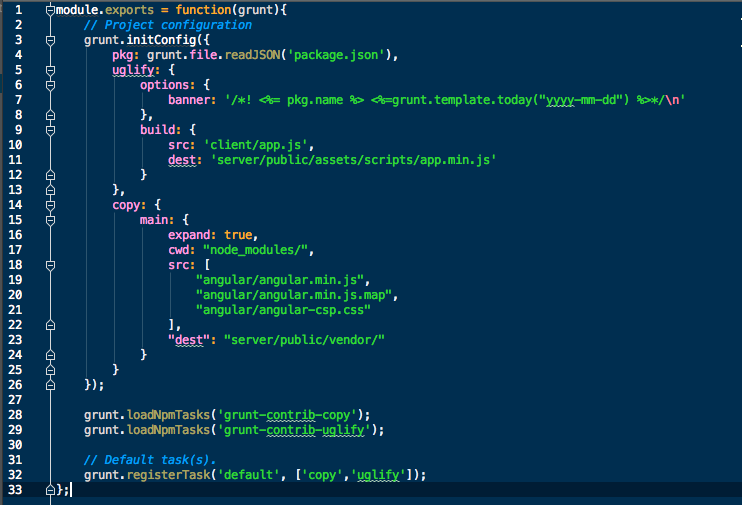 1 module.exports = function(grunt){
2 // Project configuration
3 grunt.initConfig({
4 pkg: grunt.file.readJSON('package.json'),
5 uglify: {
6 options: {
7 banner: '/*! <%= pkg.name %> <%=grunt.template.today("yyyy-mm-dd") %>*/\n'
8 },
9 build: {
10 src: 'client/app.js',
11 dest: 'server/public/assets/scripts/app.min.js'
12 }
13 },
14 copy: {
15 main: {
16 expand: true,
17 cwd: "node_modules/",
18 src: [
19 "angular/angular.min.js",
20 "angular/angular.min.js.map",
21 "angular/angular-csp.css"
22 ],
23 "dest": "server/public/vendor/"
24 }
25 }
26 });
27
28 grunt.loadNpmTasks('grunt-contrib-copy');
29 grunt.loadNpmTasks('grunt-contrib-uglify');
30
31 // Default task(s).
32 grunt.registerTask('default', ['copy','uglify']);
33 };